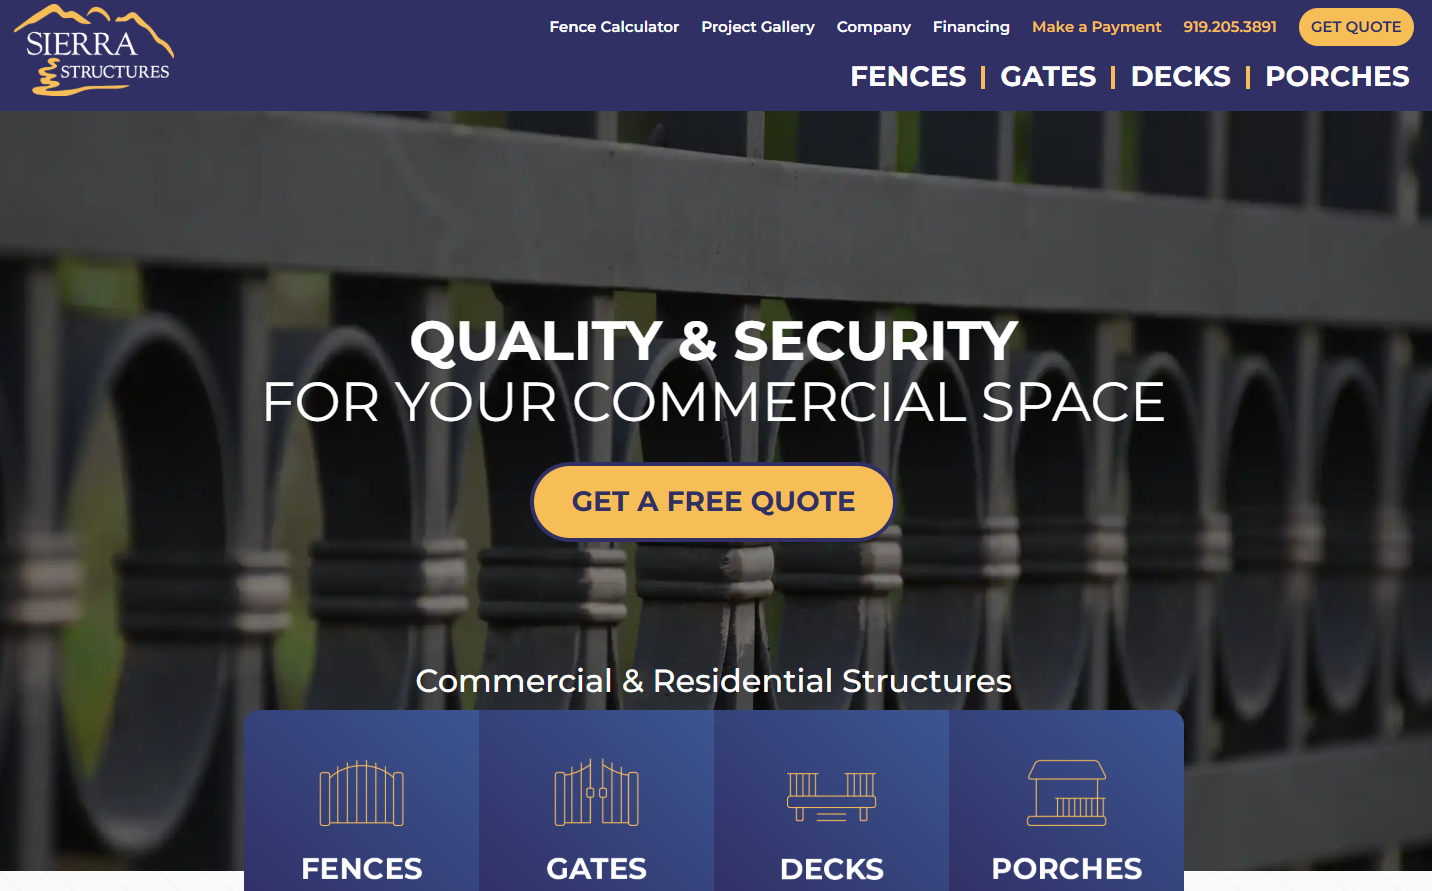 SIERRA
STRUCTURES
Fence Calculator Project Gallery Company Financing Make a Payment 919.205.3891 GET QUOTE
FENCES | GATES | DECKS | PORCHES
QUALITY & SECURITY
FOR YOUR COMMERCIAL SPACE
GET A FREE QUOTE
Commercial & Residential Structures
FENCES GATES DECKS PORCHES